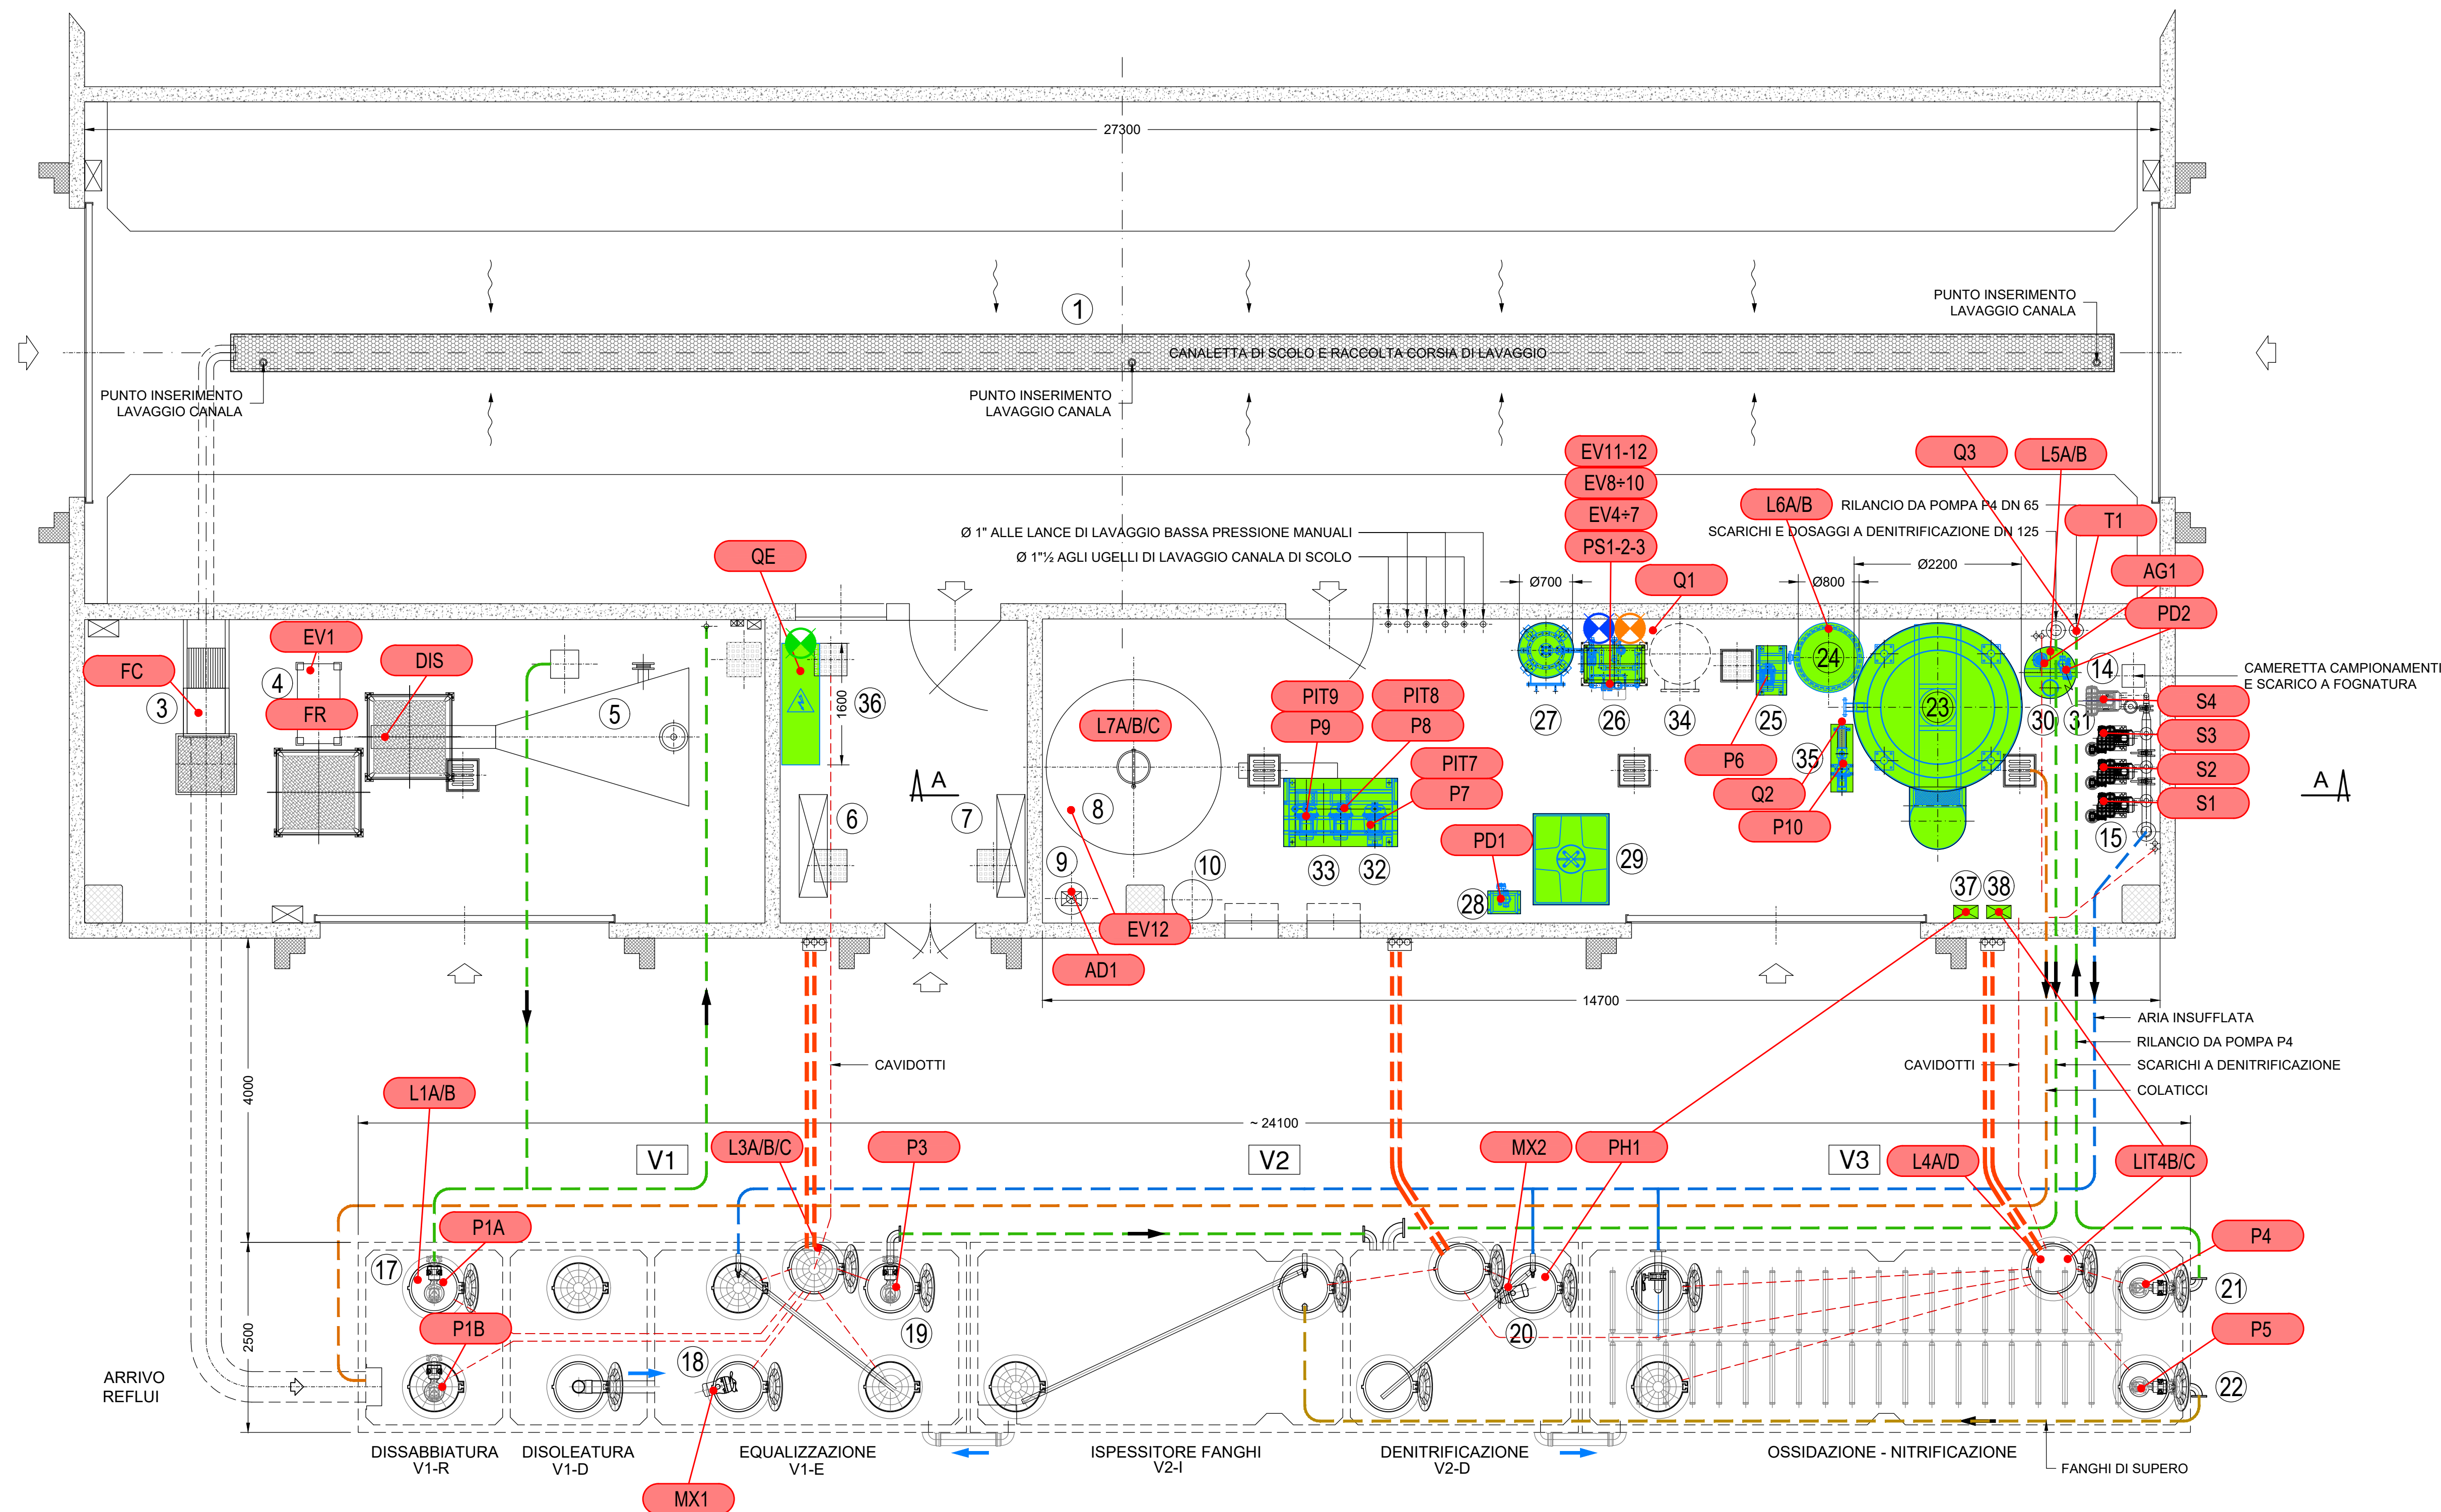 27300
1
PUNTO INSERIMENTO
LAVAGGIO CANALA
CANALETTA DI SCOLO E RACCOLTA CORSIA DI LAVAGGIO
PUNTO INSERIMENTO
LAVAGGIO CANALA
PUNTO INSERIMENTO
LAVAGGIO CANALA
EV11-12
EV8÷10
EV4÷7
PS1-2-3
Q3
L5A/B
L6A/B
RILANCIO DA POMPA P4 DN 65
T1
Ø 1" ALLE LANCE DI LAVAGGIO BASSA PRESSIONE MANUALI
SCARICHI E DOSAGGI A DENITRIFICAZIONE DN 125
Ø 1"½ AGLI UGELLI DI LAVAGGIO CANALA DI SCOLO
QE
Ø700
Q1
Ø800
Ø2200
AG1
PD2
EV1
FC
DIS
4
3
FR
5
1600
36
27
26
34
25
24
23
30
31
14
CAMERETTA CAMPIONAMENTI
E SCARICO A FOGNATURA
S4
S3
S2
S1
L7A/B/C
PIT9
P9
PIT8
P8
PIT7
P7
P6
35
Q2
P10
A
A
6
7
8
9
10
33
32
PD1
28
29
15
37
38
EV12
AD1
14700
ARIA INSUFFLATA
RILANCIO DA POMPA P4
CAVIDOTTI
CAVIDOTTI
SCARICHI A DENITRIFICAZIONE
COLATICCI
4000
L1A/B
~ 24100
V1
L3A/B/C
P3
V2
MX2
PH1
V3
L4A/D
LIT4B/C
P1A
P4
17
21
P1B
19
20
P5
2500
18
22
ARRIVO
REFLUI
DISSABBIATURA
V1-R
DISOLEATURA
V1-D
EQUALIZZAZIONE
V1-E
ISPESSITORE FANGHI
V2-I
DENITRIFICAZIONE
V2-D
OSSIDAZIONE - NITRIFICAZIONE
FANGHI DI SUPERO
MX1